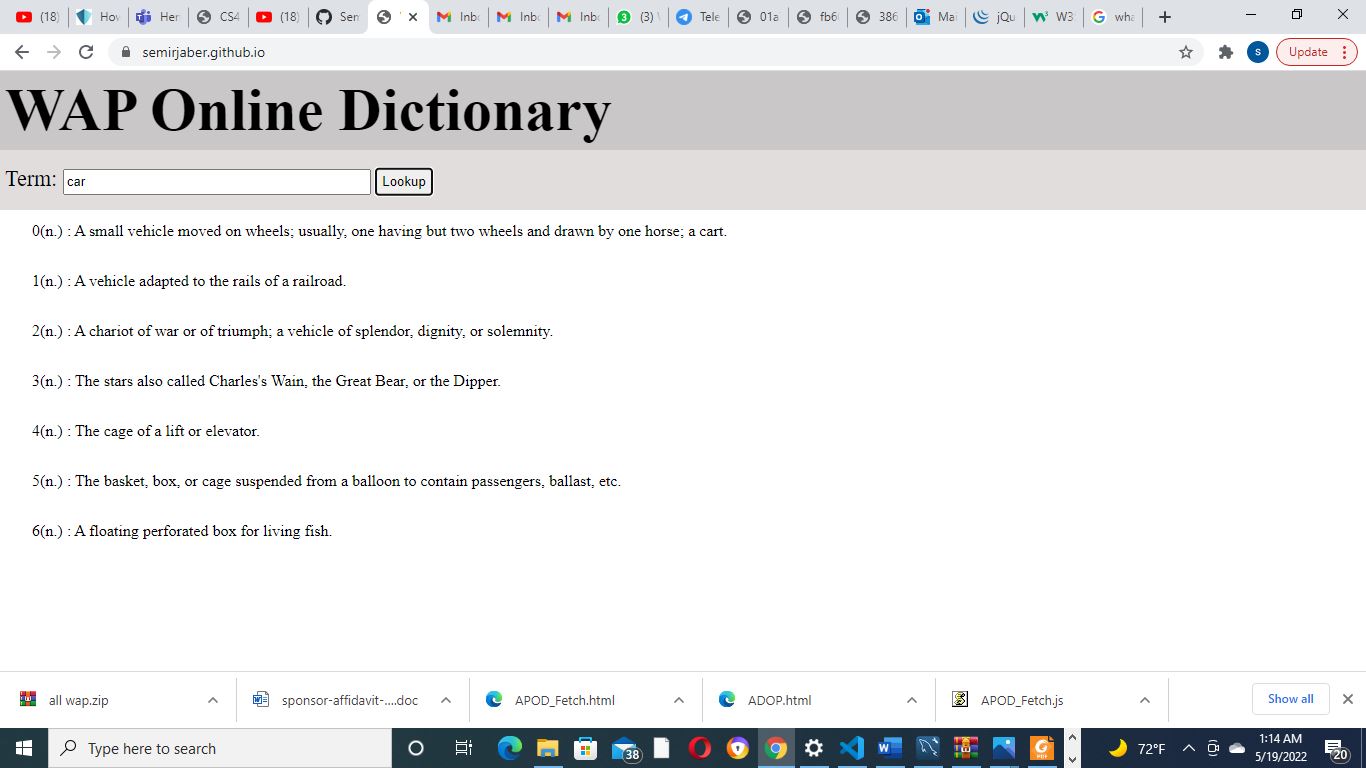 (18)
How
Her
CS4
(18)
Sem
Inbo
Inbo
Inbo
(3)
Tele
01a
fb6
386
Mai
jQu
W3
wha
semirjaber.github.io
S
Update
WAP Online Dictionary
Term: car Lookup
0(n.) : A small vehicle moved on wheels; usually, one having but two wheels and drawn by one horse; a cart.
1(n.) : A vehicle adapted to the rails of a railroad.
2(n.) : A chariot of war or of triumph; a vehicle of splendor, dignity, or solemnity.
3(n.) : The stars also called Charles's Wain, the Great Bear, or the Dipper.
4(n.) : The cage of a lift or elevator.
5(n.) : The basket, box, or cage suspended from a balloon to contain passengers, ballast, etc.
6(n.) : A floating perforated box for living fish.
all wap.zip
sponsor-affidavit-....doc
APOD_Fetch.html
ADOP.html
APOD_Fetch.js
Show all
Type here to search
38
72°F
1:14 AM
5/19/2022
20